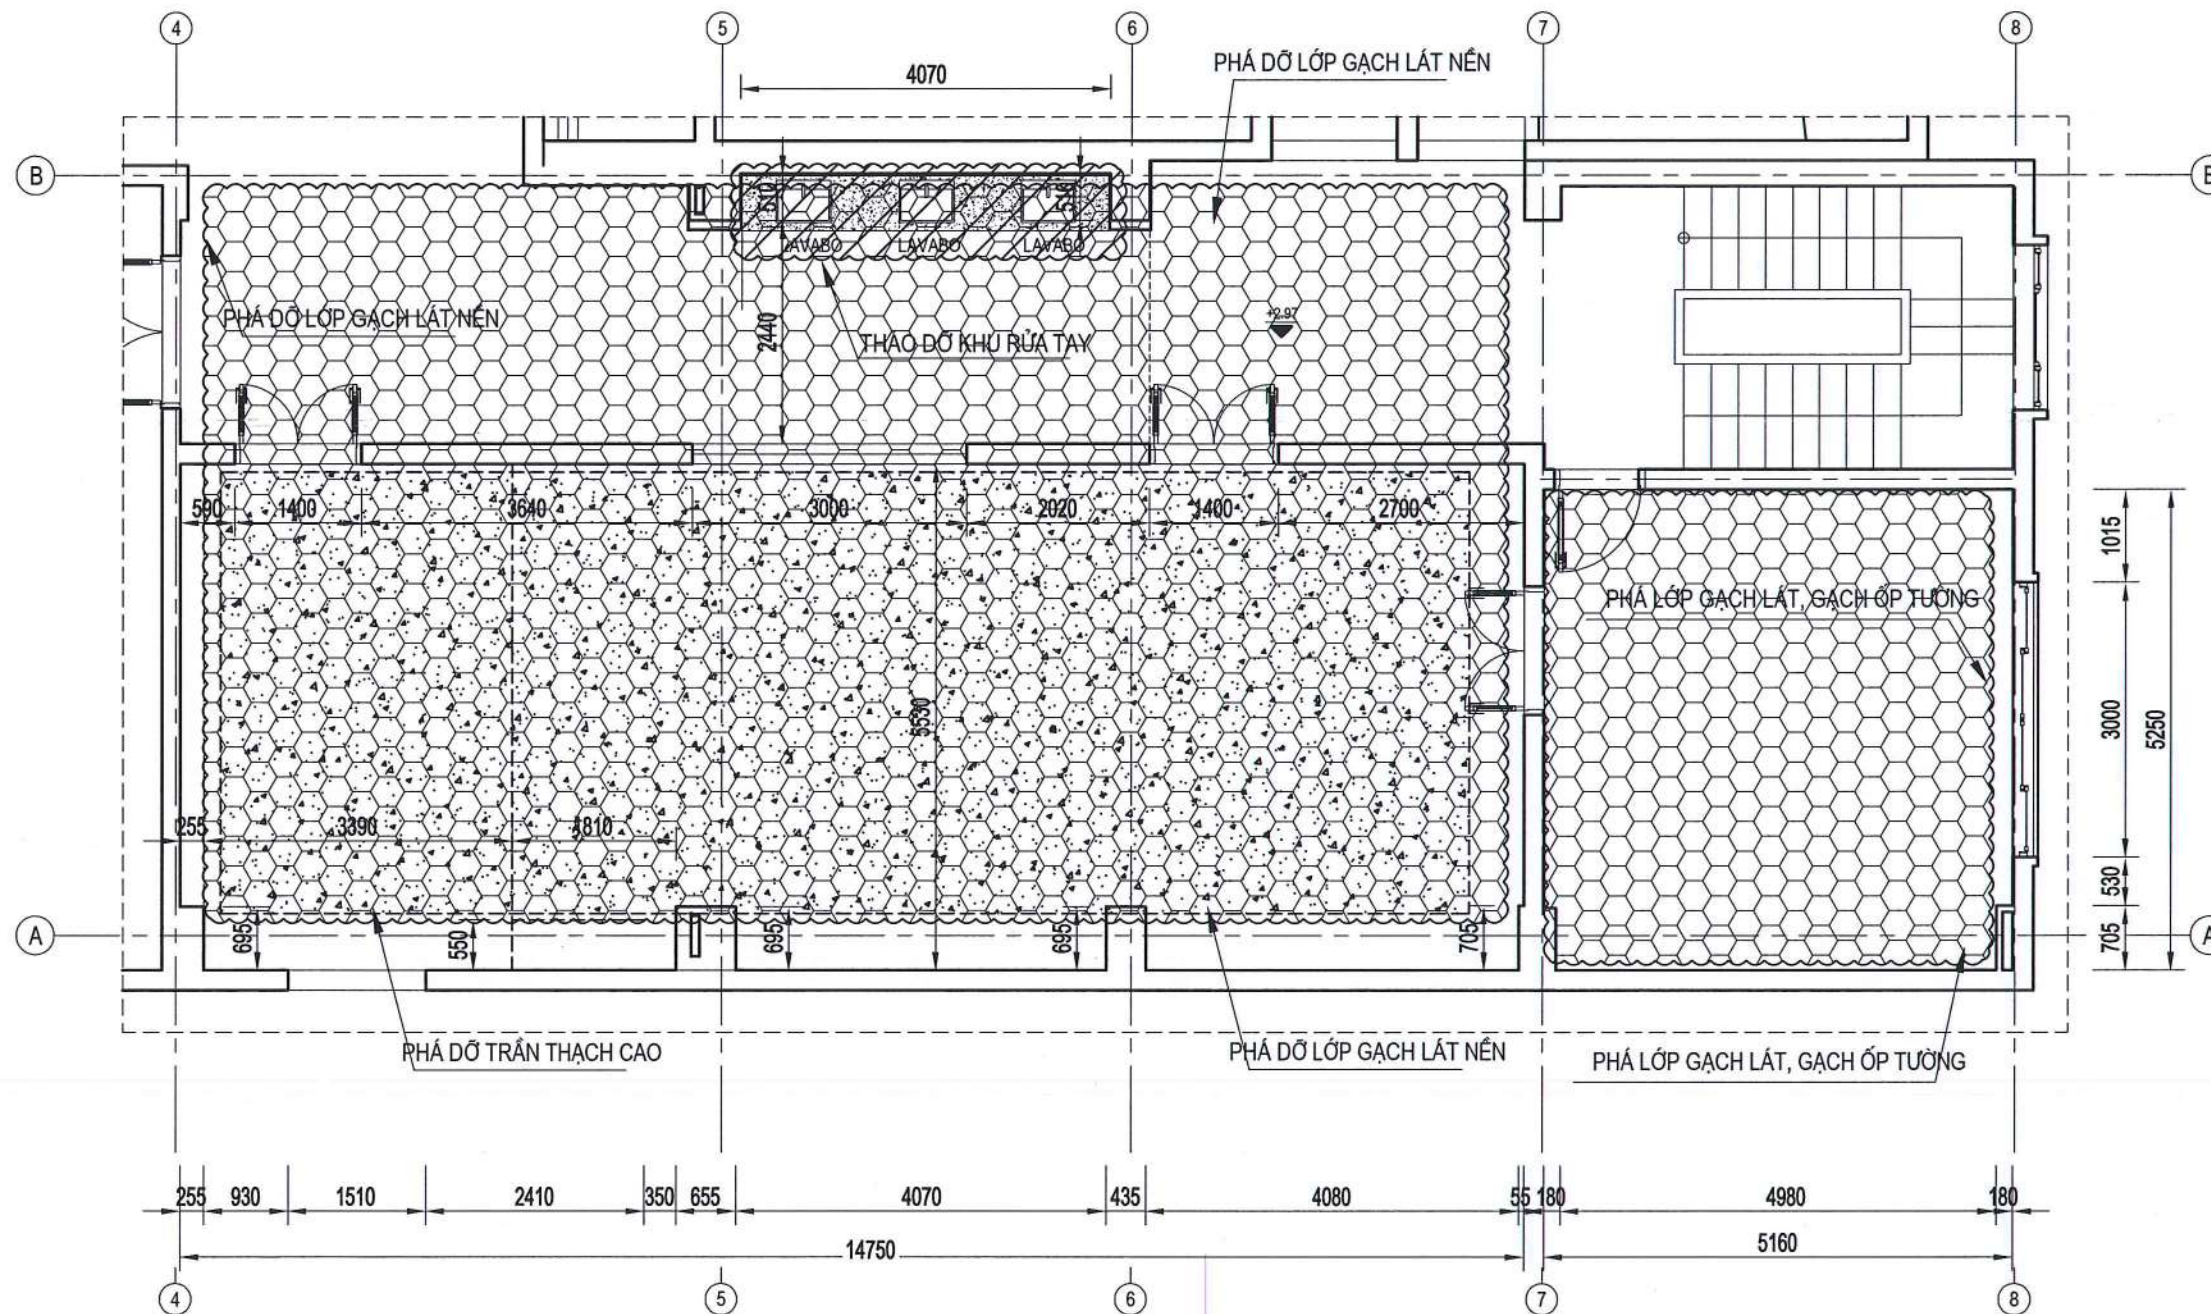 4 5 6 7 8
PHÁ DỠ LỚP GẠCH LÁT NỀN
4070
B
510
LAVABO LAVABO LAVABO
PHÁ DỠ LỚP GẠCH LÁT NỀN
+2.97
2440
THÁO DỠ KHU RỬA TAY
590 1400 3640 3000 2020 1400 2700
1015
PHÁ LỚP GẠCH LÁT, GẠCH ỐP TƯỜNG
5530
3000
5250
255 3390 1810
530
A A
695 550 695 695 705 705
PHÁ DỠ TRẦN THẠCH CAO
PHÁ DỠ LỚP GẠCH LÁT NỀN
PHÁ LỚP GẠCH LÁT, GẠCH ỐP TƯỜNG
255 930 1510 2410 350 655 4070 435 4080 55 180 4980 180
14750 5160
4 5 6 7 8